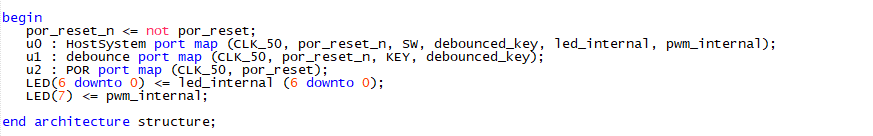 begin
por_reset_n <= not por_reset;
u0 : HostSystem port map (CLK_50, por_reset_n, SW, debounced_key, led_internal, pwm_internal);
u1 : debounce port map (CLK_50, por_reset_n, KEY, debounced_key);
u2 : POR port map (CLK_50, por_reset);
LED(6 downto 0) <= led_internal (6 downto 0);
LED(7) <= pwm_internal;
end architecture structure;